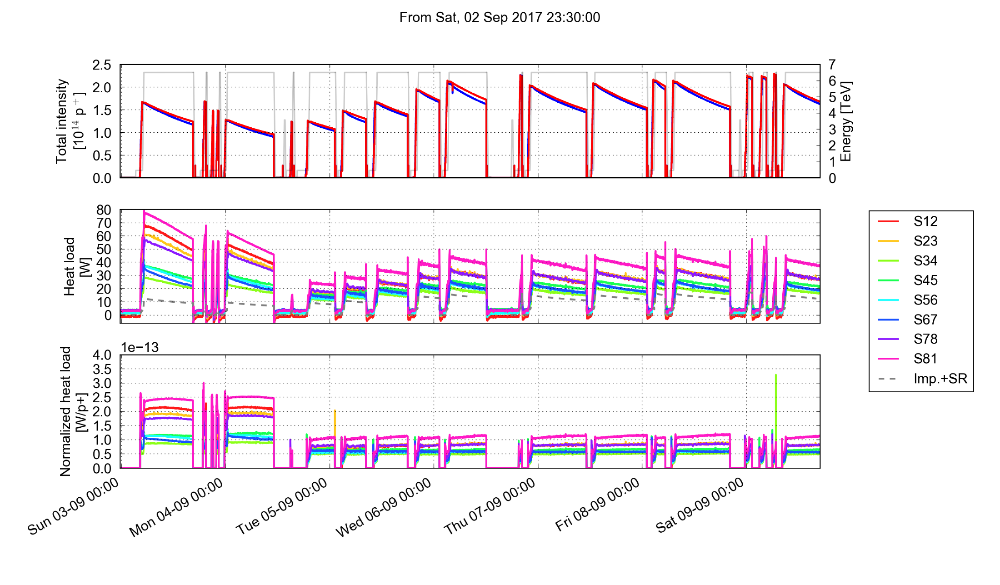 From Sat, 02 Sep 2017 23:30:00
Total intensity
[10^14 p^+]
2.5
2.0
1.5
1.0
0.5
0.0
7
6
5
4
3
2
1
0
Energy [TeV]
Heat load
[W]
80
70
60
50
40
30
20
10
0
S12
S23
S34
S45
S56
S67
S78
S81
Imp.+SR
Normalized heat load
[W/p+]
1e−13
4.0
3.5
3.0
2.5
2.0
1.5
1.0
0.5
0.0
Sun 03-09 00:00
Mon 04-09 00:00
Tue 05-09 00:00
Wed 06-09 00:00
Thu 07-09 00:00
Fri 08-09 00:00
Sat 09-09 00:00